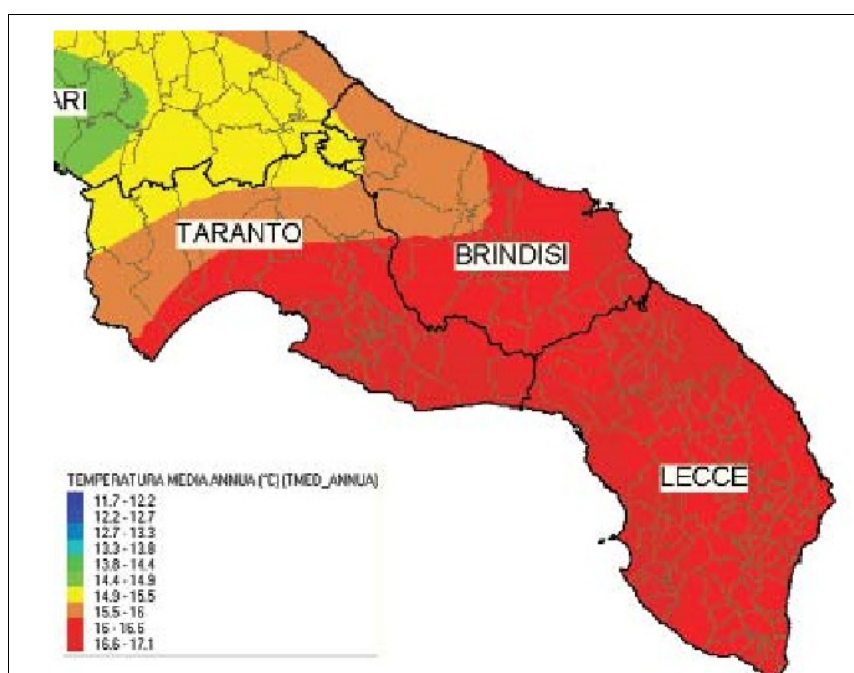 ARI
TARANTO
BRINDISI
LECCE
TEMPERATURA MEDIA ANNUA (°C) (TMED_ANNUA)
11.7 - 12.2
12.2 - 12.7
12.7 - 13.3
13.3 - 13.8
13.8 - 14.4
14.4 - 14.9
14.9 - 15.5
15.5 - 16
16 - 16.6
16.6 - 17.1